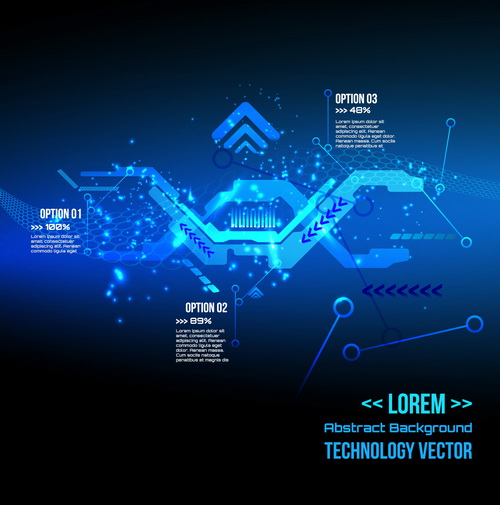 OPTION 03
>>> 48%
Lorem ipsum dolor sit
amet, consectetuer
adipiscing elit. Aenean
commodo ligula eget
dolor. Aenean massa.
Cum sociis natoque
penatibus et
OPTION 01
>>> 100%
Lorem ipsum dolor sit
amet, consectetuer
adipiscing elit. Aenean
commodo ligula eget
OPTION 02
>>> 89%
Lorem ipsum dolor sit
amet, consectetuer
adipiscing elit. Aenean
commodo ligula eget
dolor. Aenean massa.
Cum sociis natoque
penatibus et magnis dis
<< LOREM >>
Abstract Background
TECHNOLOGY VECTOR